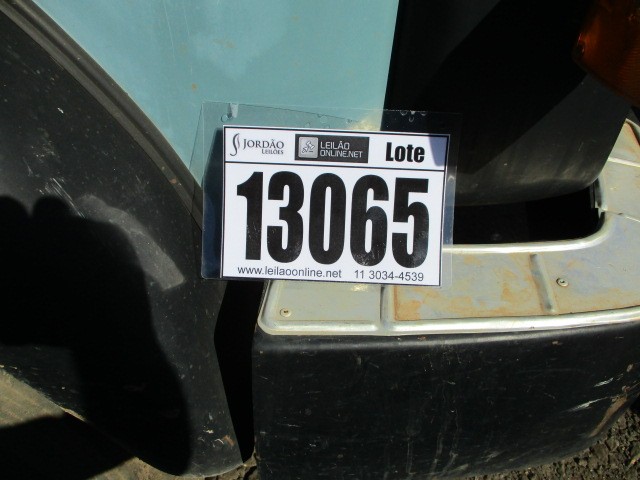 JORDÃO
LEILÕES
LEILÃO
ONLINE.NET
Lote
13065
www.leilaoonline.net 11 3034-4539